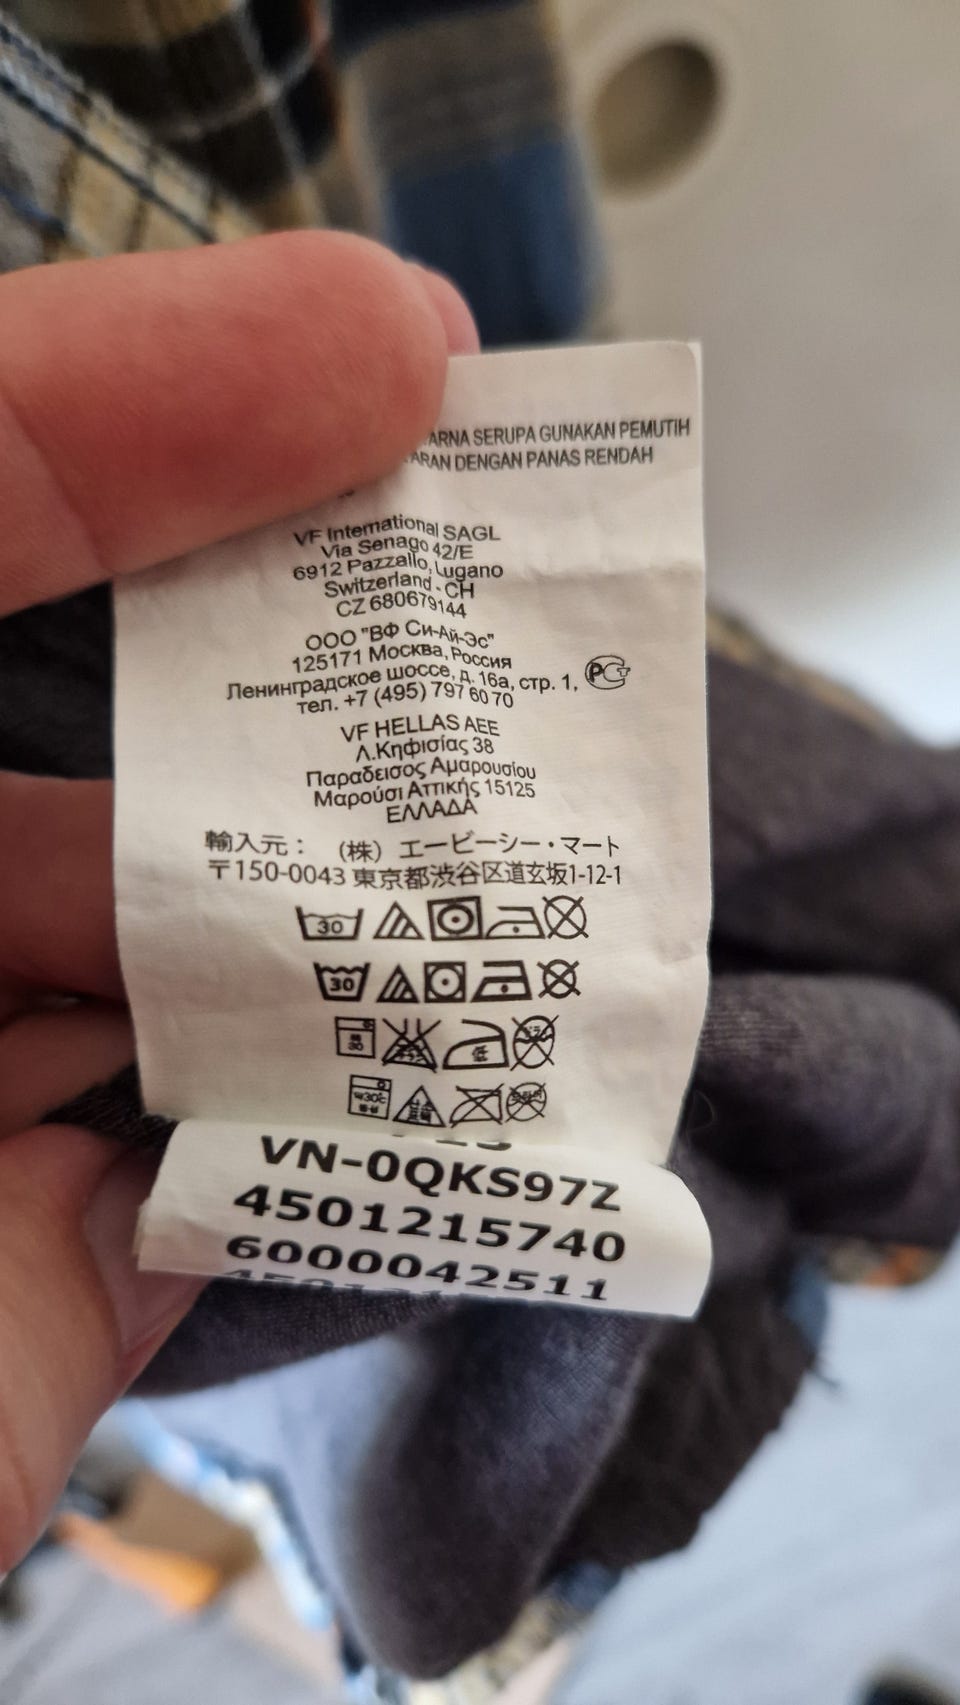 SERUPA GUNAKAN PEMUTIH
DENGAN PANAS RENDAH
VF International SAGL
Via Senago 42/E
6912 Pazzallo, Lugano
Switzerland - CH
CZ 680679144
ООО "ВФ Си-Ай-Эс"
125171 Москва, Россия
Ленинградское шоссе, д. 16а, стр. 1,
тел. +7 (495) 797 60 70
VF HELLAS AEE
Λ.Κηφισίας 38
Παραδεισος Αμαρουσίου
Μαρούσι Αττικής 15125
ΕΛΛΑΔΑ
輸入元： （株） エービーシー・マート
〒150-0043 東京都渋谷区道玄坂1-12-1
30
30
30 低
VN-0QKS97Z
4501215740
6000042511